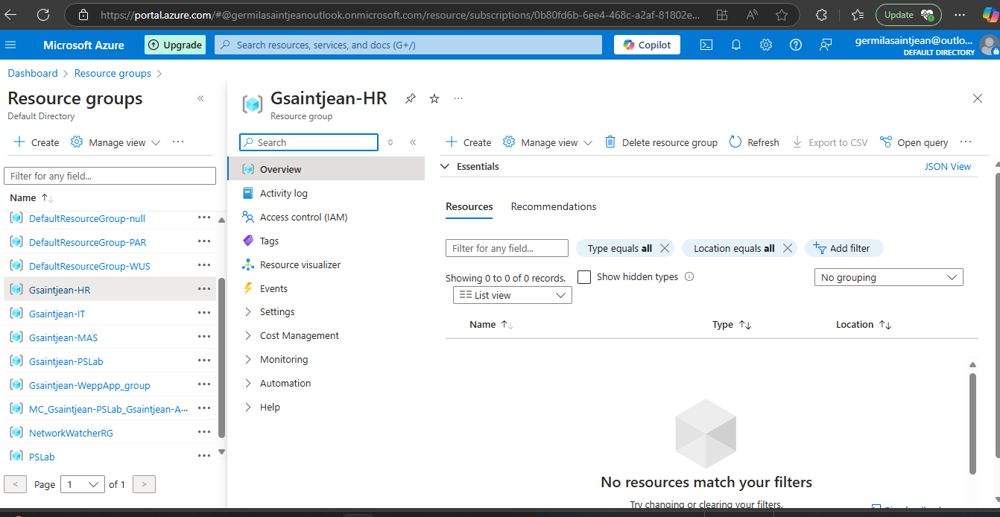 https://portal.azure.com/#@germilasaintjeanoutlook.onmicrosoft.com/resource/subscriptions/0b80fd6b-6ee4-468c-a2af-81802e...
Update
Microsoft Azure
Upgrade
Search resources, services, and docs (G+/)
Copilot
germilasaintjean@outlo...
DEFAULT DIRECTORY
Dashboard > Resource groups >
Resource groups
Default Directory
Create
Manage view
Filter for any field...
Name
DefaultResourceGroup-null
DefaultResourceGroup-PAR
DefaultResourceGroup-WUS
Gsaintjean-HR
Gsaintjean-IT
Gsaintjean-MAS
Gsaintjean-PSLab
Gsaintjean-WeppApp_group
MC_Gsaintjean-PSLab_Gsaintjean-A...
NetworkWatcherRG
PSLab
< Page 1 of 1 >
Gsaintjean-HR
Resource group
Search
Overview
Activity log
Access control (IAM)
Tags
Resource visualizer
Events
Settings
Cost Management
Monitoring
Automation
Help
Create
Manage view
Delete resource group
Refresh
Export to CSV
Open query
Essentials
JSON View
Resources
Recommendations
Filter for any field...
Type equals all
Location equals all
Add filter
Showing 0 to 0 of 0 records.
Show hidden types
No grouping
List view
Name
Type
Location
No resources match your filters
Try changing or clearing your filters.